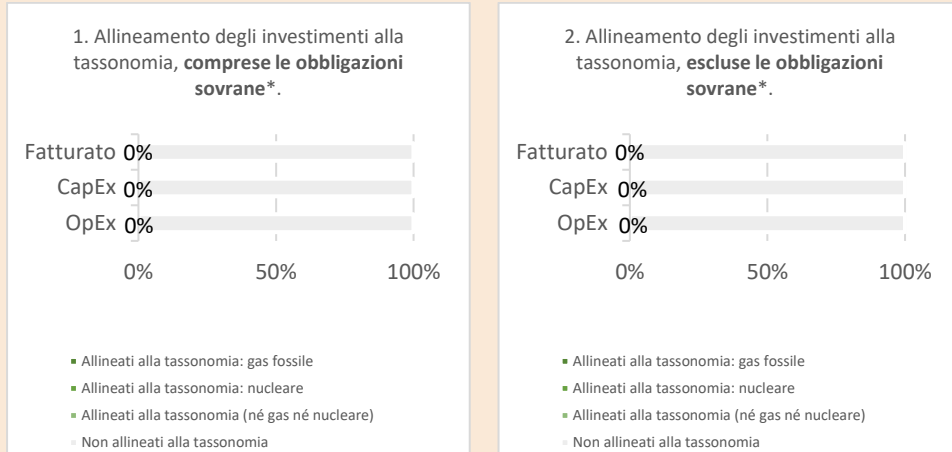 1. Allineamento degli investimenti alla
tassonomia, comprese le obbligazioni
sovrane*.
Fatturato 0%
CapEx 0%
OpEx 0%
0% 50% 100%
Allineati alla tassonomia: gas fossile
Allineati alla tassonomia: nucleare
Allineati alla tassonomia (né gas né nucleare)
Non allineati alla tassonomia
2. Allineamento degli investimenti alla
tassonomia, escluse le obbligazioni
sovrane*.
Fatturato 0%
CapEx 0%
OpEx 0%
0% 50% 100%
Allineati alla tassonomia: gas fossile
Allineati alla tassonomia: nucleare
Allineati alla tassonomia (né gas né nucleare)
Non allineati alla tassonomia